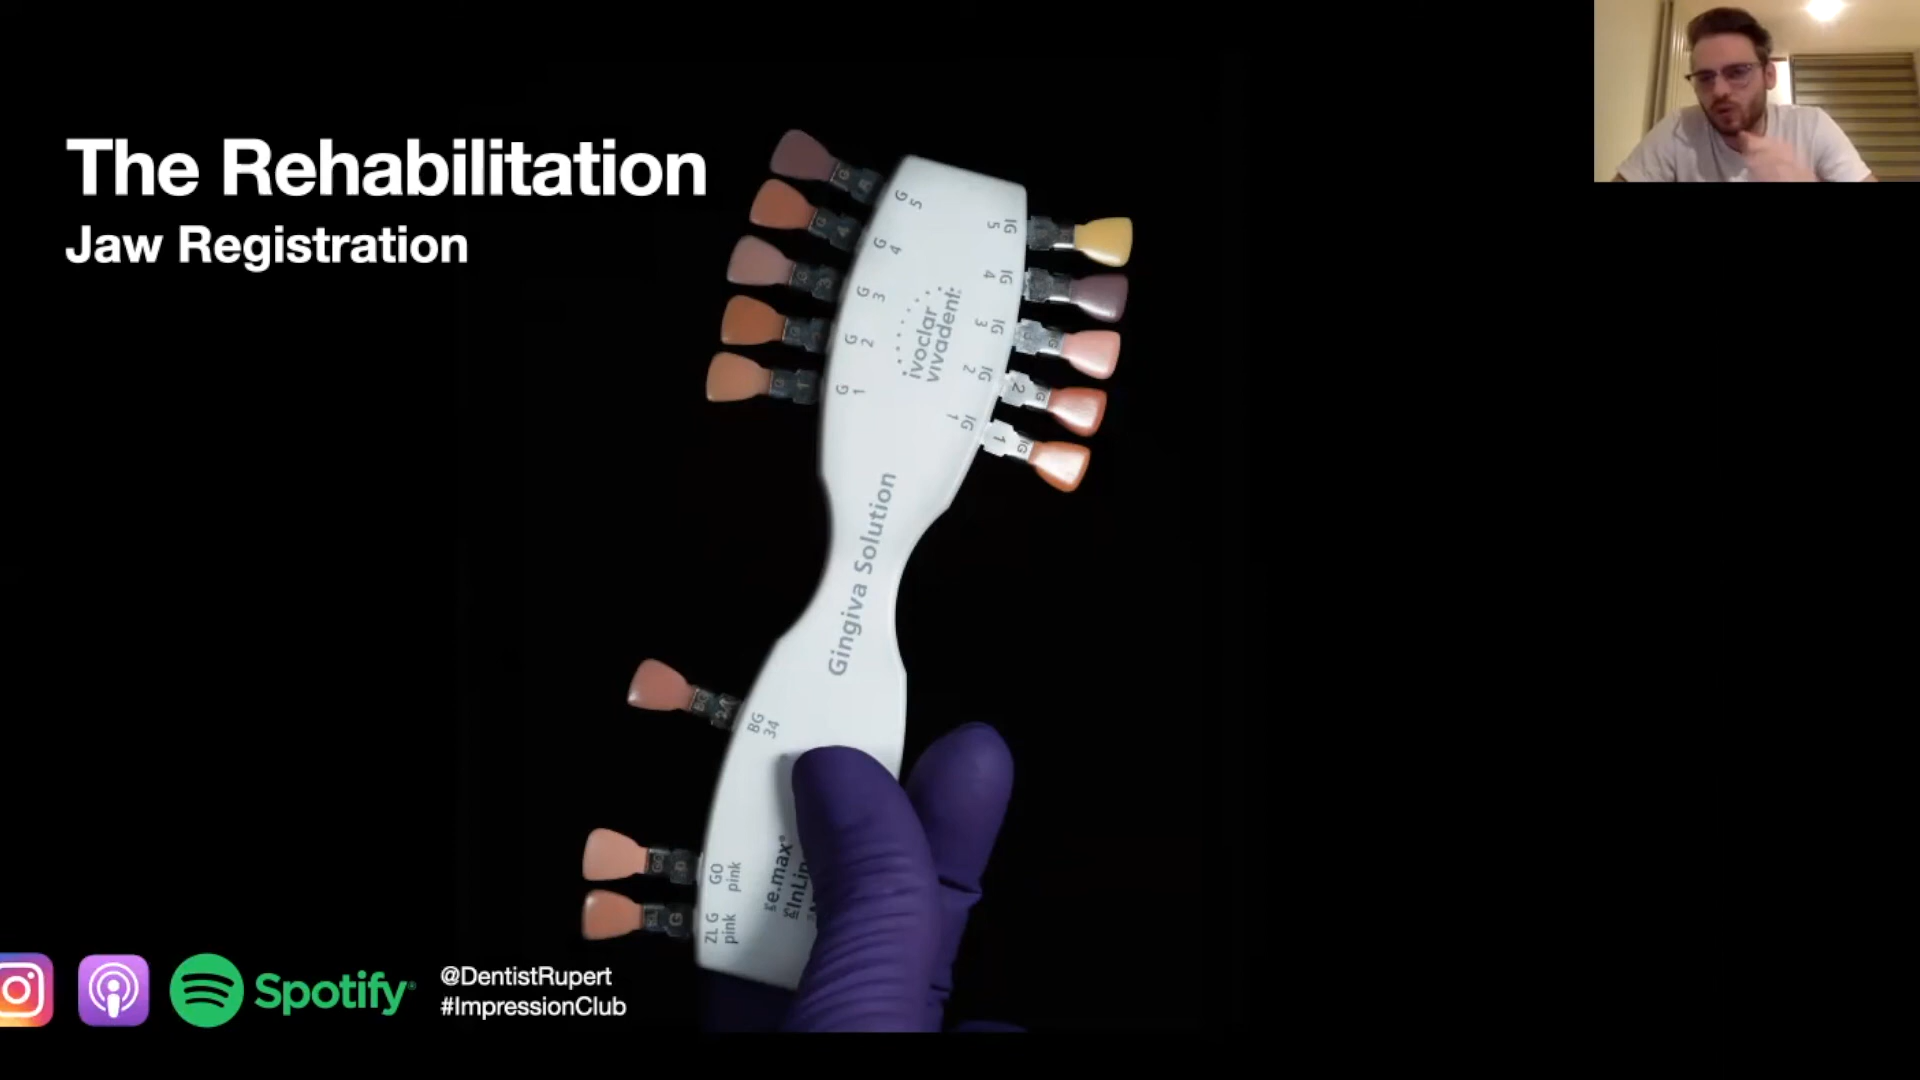 The Rehabilitation
Jaw Registration
G 5
G 4
G 3
G 2
G 1
IG 5
IG 4
IG 3
IG 2
IG 1
ivoclar
vivadent
Gingiva Solution
BG 34
GO pink
ZL G pink
e.max
Spotify
@DentistRupert
#ImpressionClub